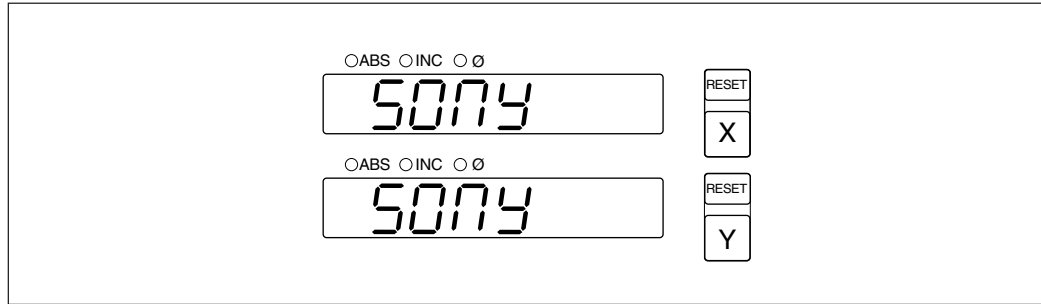 ABS INC Ø
SONY
RESET
X
ABS INC Ø
SONY
RESET
Y